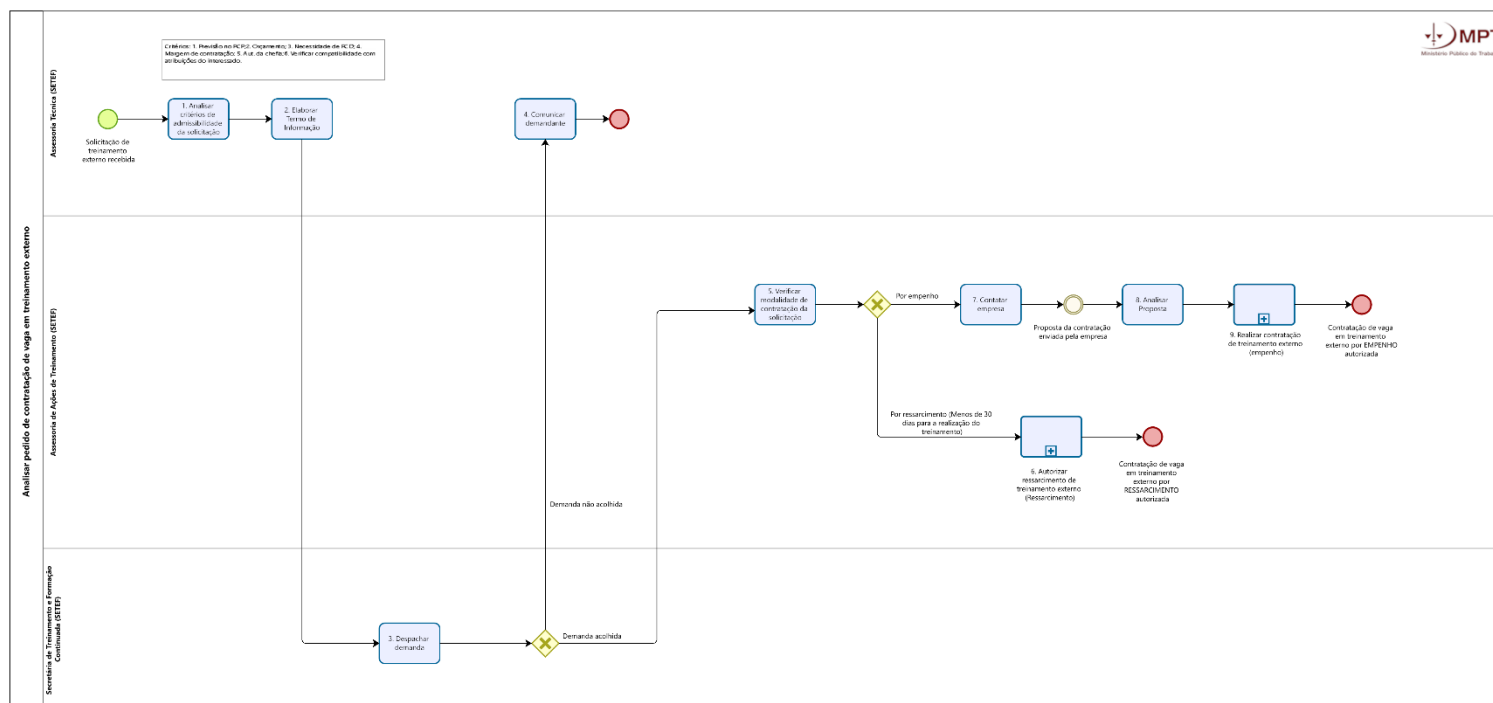 Analisar pedido de contratação de vaga em treinamento externo
Assessoria Técnica (SETEF)
Critérios: 1. Previsão no PCP;2. Orçamento; 3. Necessidade de FCD; 4.
Margem de contratação; 5. Aut. da chefia;6. Verificar compatibilidade com
atribuições do interessado.
MPT
Ministério Público do Trabalho
Solicitação de
treinamento
externo recebida
1. Analisar
critérios de
admissibilidade
da solicitação
2. Elaborar
Termo de
Informação
4. Comunicar
demandante
Assessoria de Ações de Treinamento (SETEF)
5. Verificar
modalidade de
contratação da
solicitação
Por empenho
7. Contatar
empresa
Proposta da contratação
enviada pela empresa
8. Analisar
Proposta
9. Realizar contratação
de treinamento externo
(empenho)
Contratação de vaga
em treinamento
externo por EMPENHO
autorizada
Por ressarcimento (Menos de 30
dias para a realização do
treinamento)
6. Autorizar
ressarcimento de
treinamento externo
(Ressarcimento)
Contratação de vaga
em treinamento
externo por
RESSARCIMENTO
autorizada
Demanda não acolhida
Secretária de Treinamento e Formação
Continuada (SETEF)
3. Despachar
demanda
Demanda acolhida